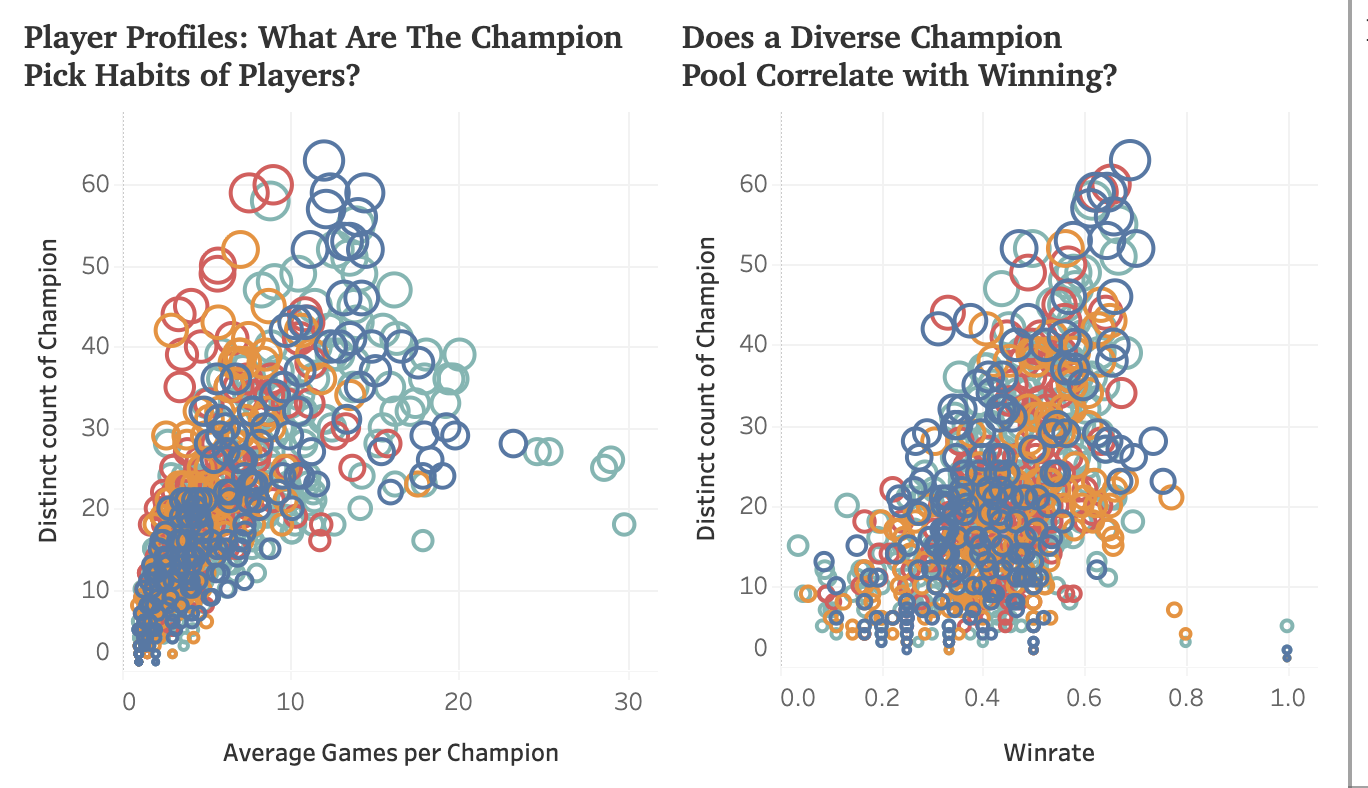 Player Profiles: What Are The Champion
Pick Habits of Players?
Distinct count of Champion
60
50
40
30
20
10
0
0 10 20 30
Average Games per Champion
Does a Diverse Champion
Pool Correlate with Winning?
Distinct count of Champion
60
50
40
30
20
10
0
0.0 0.2 0.4 0.6 0.8 1.0
Winrate